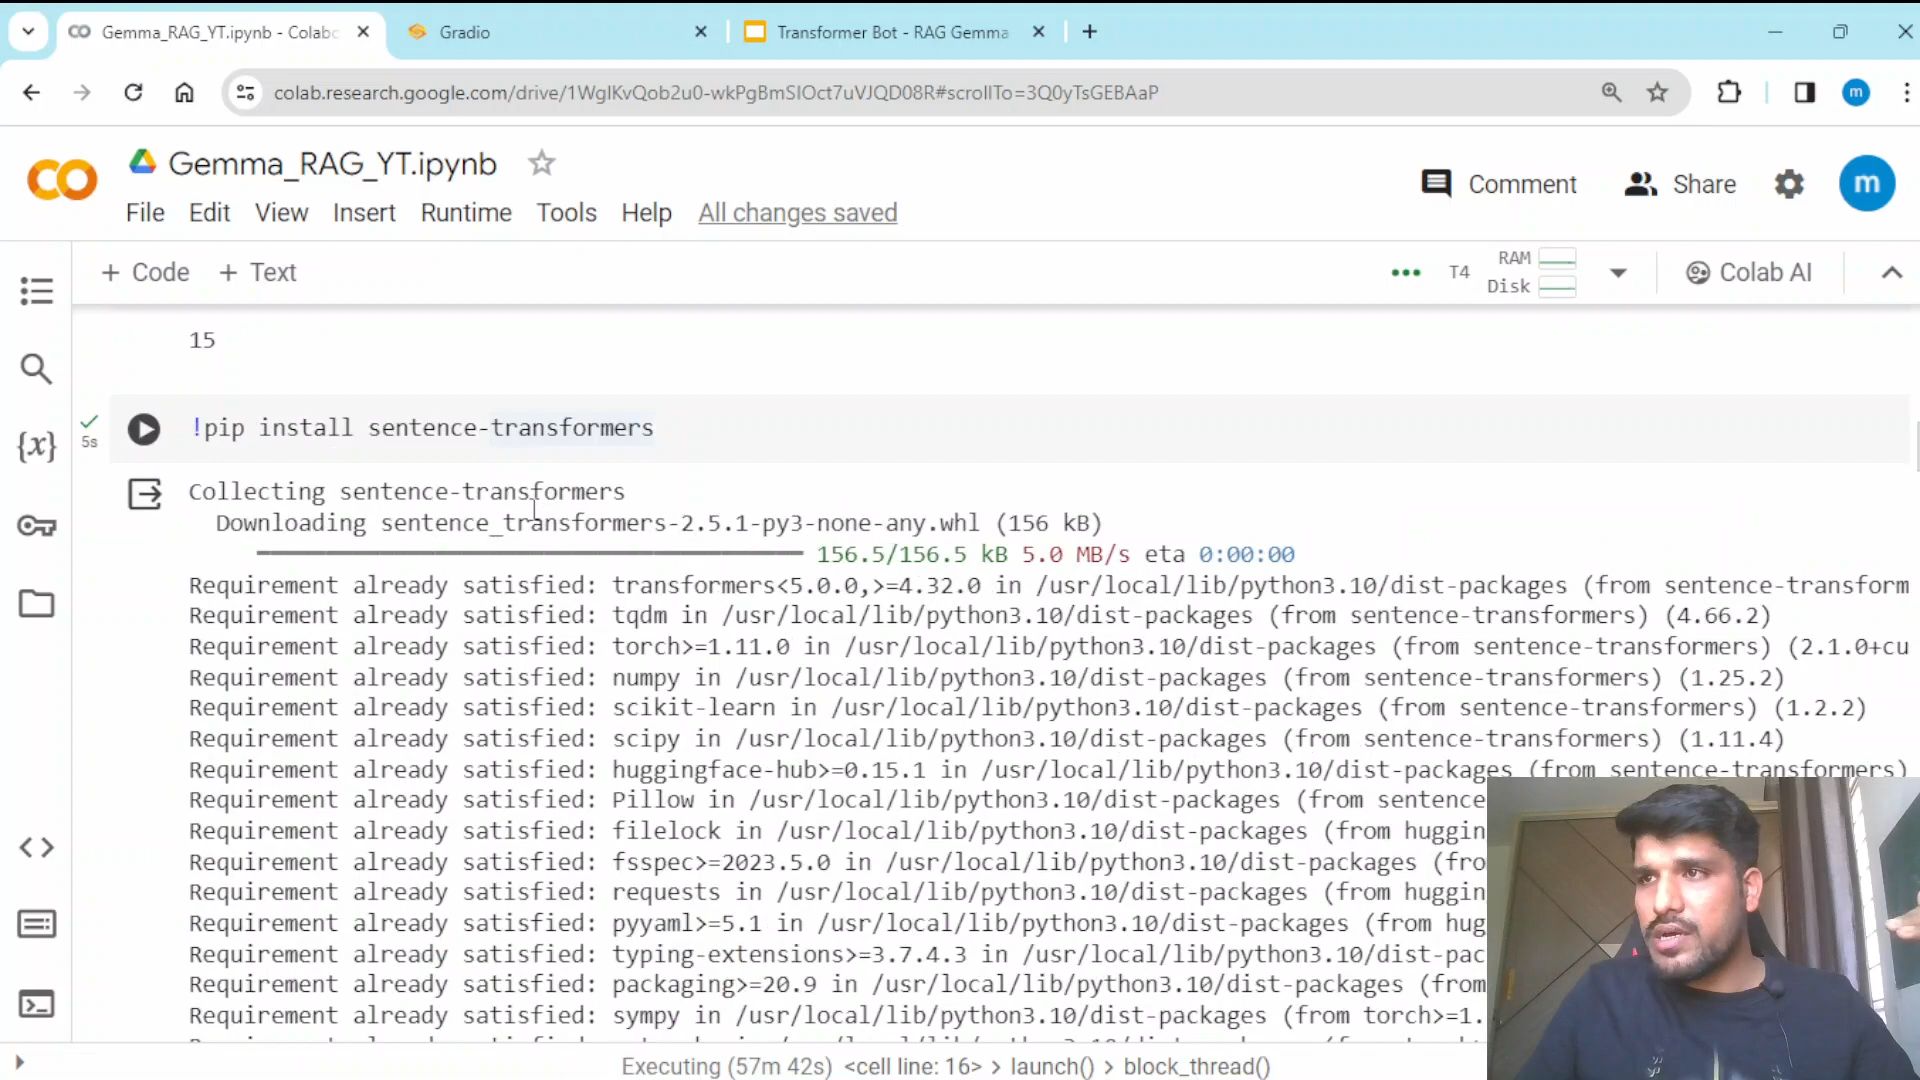 Gemma_RAG_YT.ipynb - Colabo
Gradio
Transformer Bot - RAG Gemma
colab.research.google.com/drive/1WglKvQob2u0-wkPgBmSIOct7uVJQD08R#scrollTo=3Q0yTsGEBAaP
m
CO
Gemma_RAG_YT.ipynb
Comment
Share
m
File Edit View Insert Runtime Tools Help All changes saved
+ Code + Text
T4
RAM
Disk
Colab AI
15
5s
!pip install sentence-transformers
Collecting sentence-transformers
Downloading sentence_transformers-2.5.1-py3-none-any.whl (156 kB)
156.5/156.5 kB 5.0 MB/s eta 0:00:00
Requirement already satisfied: transformers<5.0.0,>=4.32.0 in /usr/local/lib/python3.10/dist-packages (from sentence-transform
Requirement already satisfied: tqdm in /usr/local/lib/python3.10/dist-packages (from sentence-transformers) (4.66.2)
Requirement already satisfied: torch>=1.11.0 in /usr/local/lib/python3.10/dist-packages (from sentence-transformers) (2.1.0+cu
Requirement already satisfied: numpy in /usr/local/lib/python3.10/dist-packages (from sentence-transformers) (1.25.2)
Requirement already satisfied: scikit-learn in /usr/local/lib/python3.10/dist-packages (from sentence-transformers) (1.2.2)
Requirement already satisfied: scipy in /usr/local/lib/python3.10/dist-packages (from sentence-transformers) (1.11.4)
Requirement already satisfied: huggingface-hub>=0.15.1 in /usr/local/lib/python3.10/dist-packages (from sentence-transformers)
Requirement already satisfied: Pillow in /usr/local/lib/python3.10/dist-packages (from sentence
Requirement already satisfied: filelock in /usr/local/lib/python3.10/dist-packages (from huggin
Requirement already satisfied: fsspec>=2023.5.0 in /usr/local/lib/python3.10/dist-packages (fro
Requirement already satisfied: requests in /usr/local/lib/python3.10/dist-packages (from huggin
Requirement already satisfied: pyyaml>=5.1 in /usr/local/lib/python3.10/dist-packages (from hug
Requirement already satisfied: typing-extensions>=3.7.4.3 in /usr/local/lib/python3.10/dist-pac
Requirement already satisfied: packaging>=20.9 in /usr/local/lib/python3.10/dist-packages (from
Requirement already satisfied: sympy in /usr/local/lib/python3.10/dist-packages (from torch>=1.
Executing (57m 42s) <cell line: 16> > launch() > block_thread()